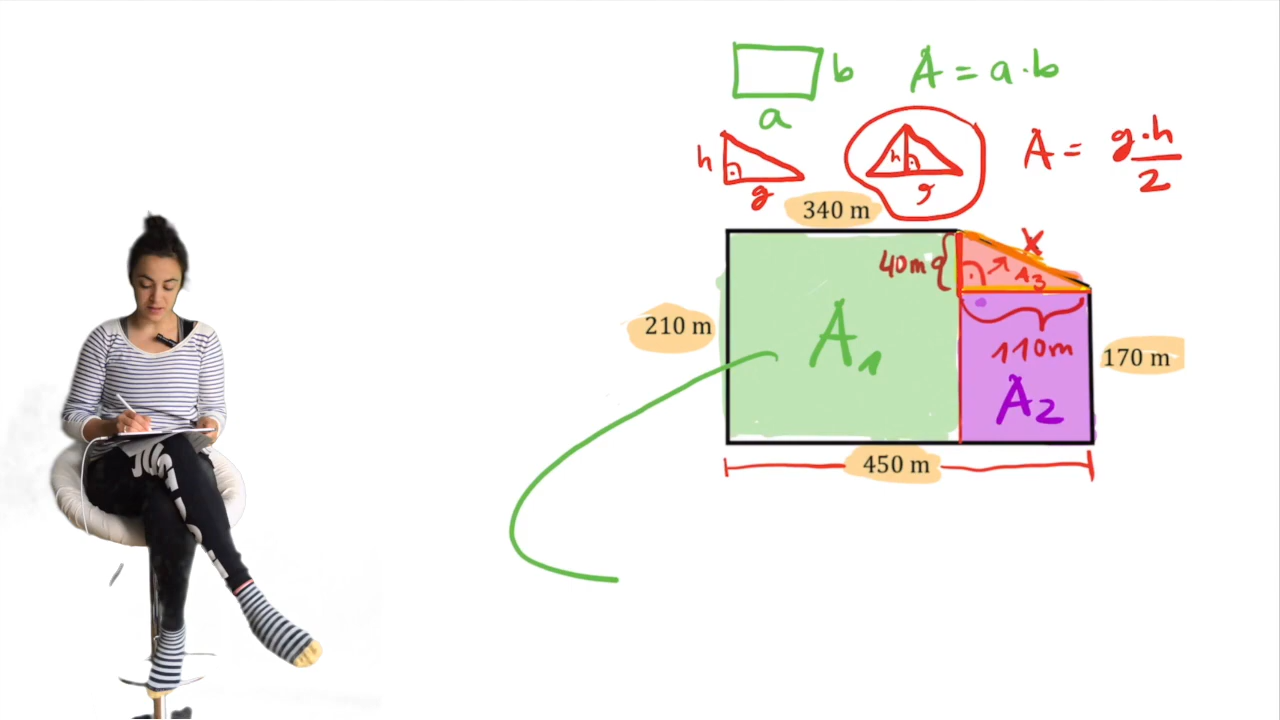 b
a
A = a·b
h
g
h
g
A = g·h/2
340 m
40m
x
A3
210 m
A1
110m
170 m
A2
450 m